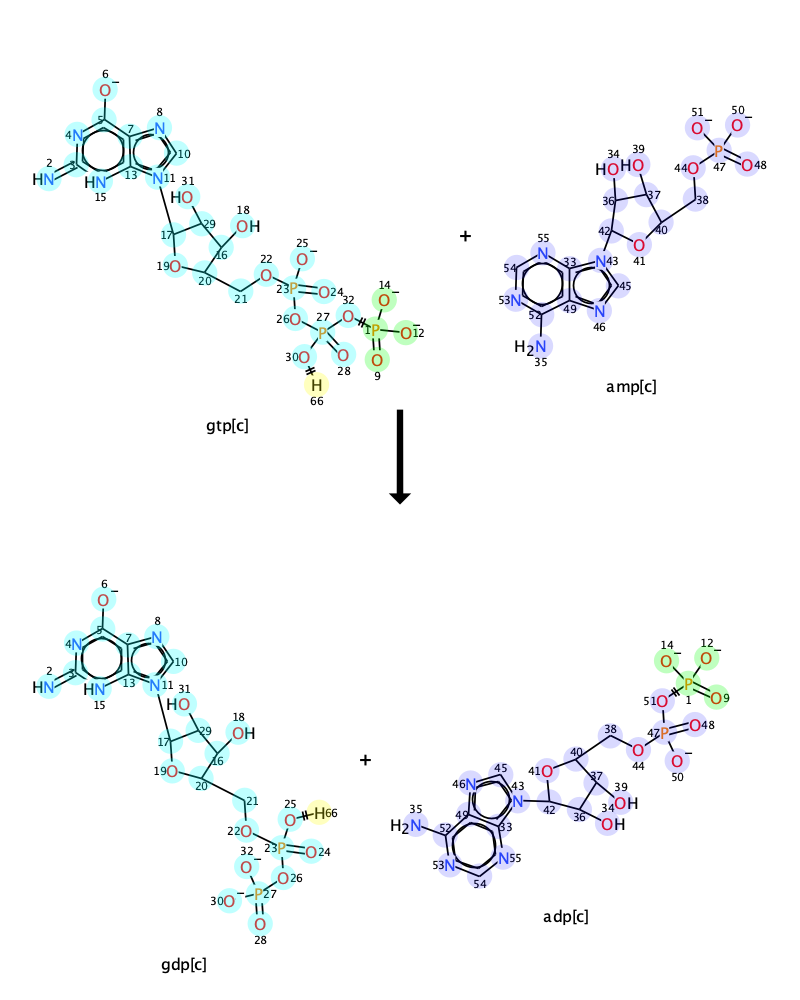 6
O⁻
5
8
4 N
7
N
2
3
10
HN
13
N 11
HN
15
31
HO
18
OH
29
17
16
25
O⁻
22
O
19 O
20
21
23 P
O 24
14
O⁻
32
O
26 O
27
P
1 P
O⁻ 12
30 O
O
28
O
9
H
66
gtp[c]
+
51
O⁻
50
O⁻
34
39
HO
HO
44 O
P
47
O 48
36
37
38
42
40
O
41
55
N
54
33
N 43
53 N
45
52
49
N
46
H₂N
35
amp[c]
6
O⁻
5
8
4 N
7
N
2
3
10
HN
13
N 11
HN
15
31
HO
18
OH
29
17
16
19 O
20
21
25
O
H 66
22 O
23 P
O 24
32
O⁻
26
O
30 O⁻
P 27
O
28
gdp[c]
+
14
O⁻
12
O⁻
P
1
O 9
51 O
38
47 P
O 48
O
44
O⁻
50
40
41 O
45
37
39
OH
46 N
43
N
42
36
34
OH
35
H₂N
49
33
52
53 N
N 55
54
adp[c]